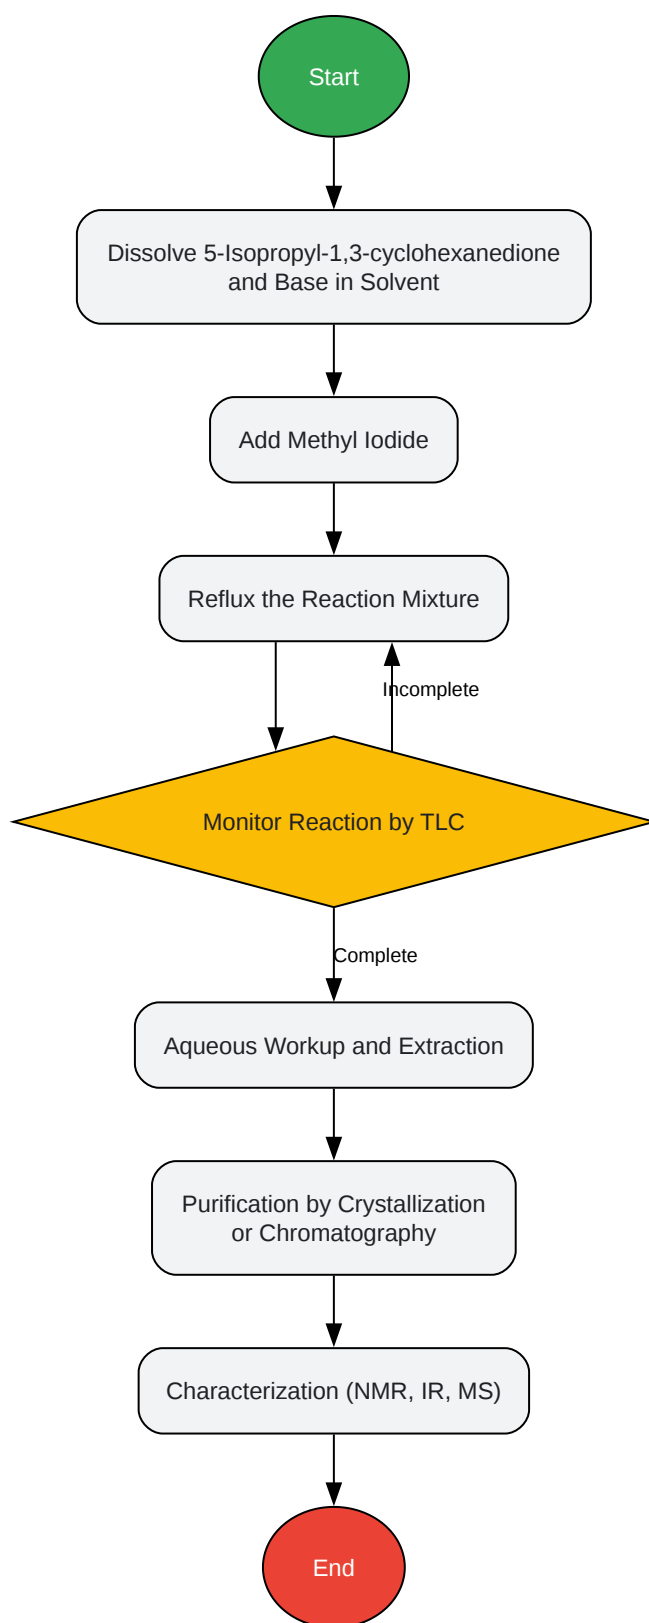 Start
Dissolve 5-Isopropyl-1,3-cyclohexanedione
and Base in Solvent
Add Methyl Iodide
Reflux the Reaction Mixture
Incomplete
Monitor Reaction by TLC
Complete
Aqueous Workup and Extraction
Purification by Crystallization
or Chromatography
Characterization (NMR, IR, MS)
End